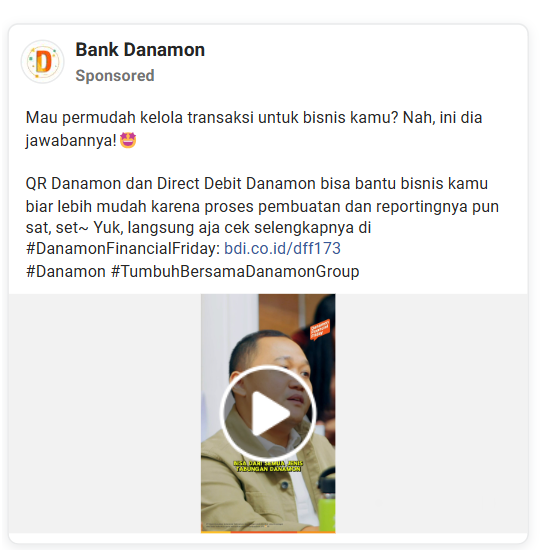 Bank Danamon
Sponsored
Mau permudah kelola transaksi untuk bisnis kamu? Nah, ini dia
jawabannya!🤩
QR Danamon dan Direct Debit Danamon bisa bantu bisnis kamu
biar lebih mudah karena proses pembuatan dan reportingnya pun
sat, set~ Yuk, langsung aja cek selengkapnya di
#DanamonFinancialFriday: bdi.co.id/dff173
#Danamon #TumbuhBersamaDanamonGroup
BISA DARI SEMUA JENIS
TABUNGAN DANAMON